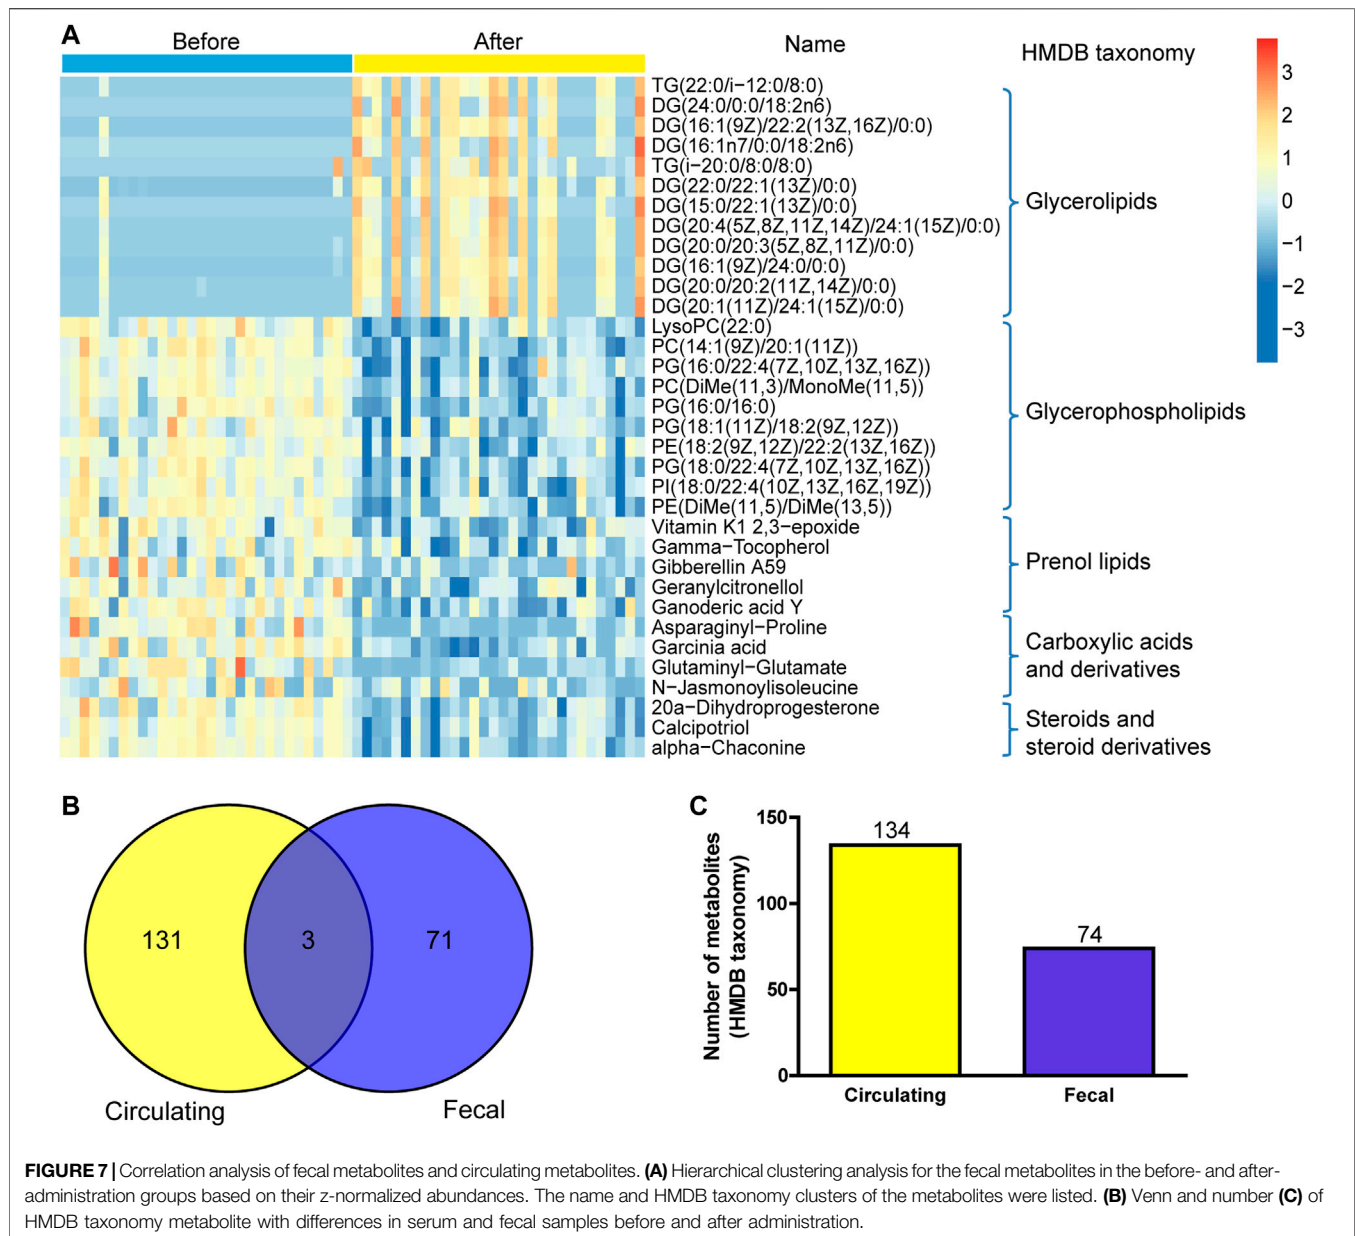 A
Before
After
Name
HMDB taxonomy
TG(22:0/i−12:0/8:0)
DG(24:0/0:0/18:2n6)
DG(16:1(9Z)/22:2(13Z,16Z)/0:0)
DG(16:1n7/0:0/18:2n6)
TG(i−20:0/8:0/8:0)
DG(22:0/22:1(13Z)/0:0)
DG(15:0/22:1(13Z)/0:0)
DG(20:4(5Z,8Z,11Z,14Z)/24:1(15Z)/0:0)
DG(20:0/20:3(5Z,8Z,11Z)/0:0)
DG(16:1(9Z)/24:0/0:0)
DG(20:0/20:2(11Z,14Z)/0:0)
DG(20:1(11Z)/24:1(15Z)/0:0)
LysoPC(22:0)
PC(14:1(9Z)/20:1(11Z))
PG(16:0/22:4(7Z,10Z,13Z,16Z))
PC(DiMe(11,3)/MonoMe(11,5))
PG(16:0/16:0)
PG(18:1(11Z)/18:2(9Z,12Z))
PE(18:2(9Z,12Z)/22:2(13Z,16Z))
PG(18:0/22:4(7Z,10Z,13Z,16Z))
PI(18:0/22:4(10Z,13Z,16Z,19Z))
PE(DiMe(11,5)/DiMe(13,5))
Vitamin K1 2,3−epoxide
Gamma−Tocopherol
Gibberellin A59
Geranylcitronellol
Ganoderic acid Y
Asparaginyl−Proline
Garcinia acid
Glutaminyl−Glutamate
N−Jasmonoylisoleucine
20a−Dihydroprogesterone
Calcipotriol
alpha−Chaconine
Glycerolipids
Glycerophospholipids
Prenol lipids
Carboxylic acids
and derivatives
Steroids and
steroid derivatives
3
2
1
0
−1
−2
−3
B
131
3
71
Circulating
Fecal
C
Number of metabolites
(HMDB taxonomy)
150
100
50
0
134
74
Circulating
Fecal
FIGURE 7 | Correlation analysis of fecal metabolites and circulating metabolites. (A) Hierarchical clustering analysis for the fecal metabolites in the before- and after-
administration groups based on their z-normalized abundances. The name and HMDB taxonomy clusters of the metabolites were listed. (B) Venn and number (C) of
HMDB taxonomy metabolite with differences in serum and fecal samples before and after administration.